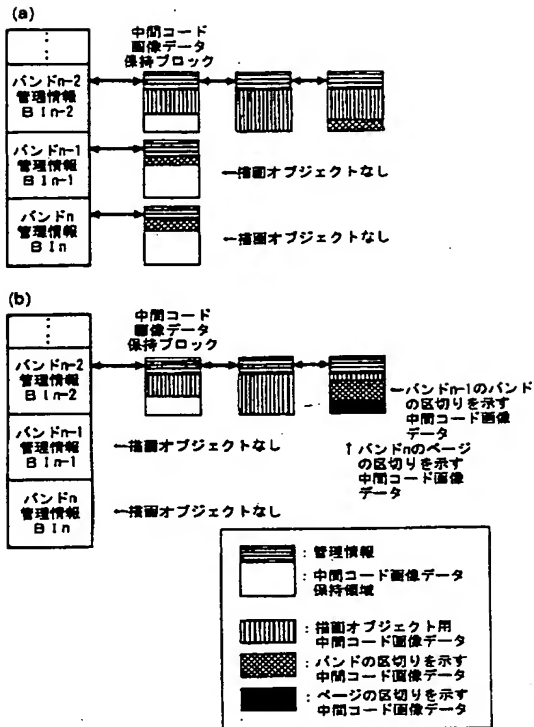 (a)
⋮
中間コード
画像データ
保持ブロック
バンドn-2
管理情報
BIn-2
バンドn-1
管理情報
BIn-1
←描画オブジェクトなし
バンドn
管理情報
BIn
←描画オブジェクトなし
(b)
⋮
中間コード
画像データ
保持ブロック
バンドn-2
管理情報
BIn-2
←バンドn-1のバンド
の区切りを示す
中間コード画像
データ
バンドn-1
管理情報
BIn-1
←描画オブジェクトなし
↑バンドnのページ
の区切りを示す
中間コード画像
データ
バンドn
管理情報
BIn
←描画オブジェクトなし
：管理情報
：中間コード画像データ
保持領域
：描画オブジェクト用
中間コード画像データ
：バンドの区切りを示す
中間コード画像データ
：ページの区切りを示す
中間コード画像データ